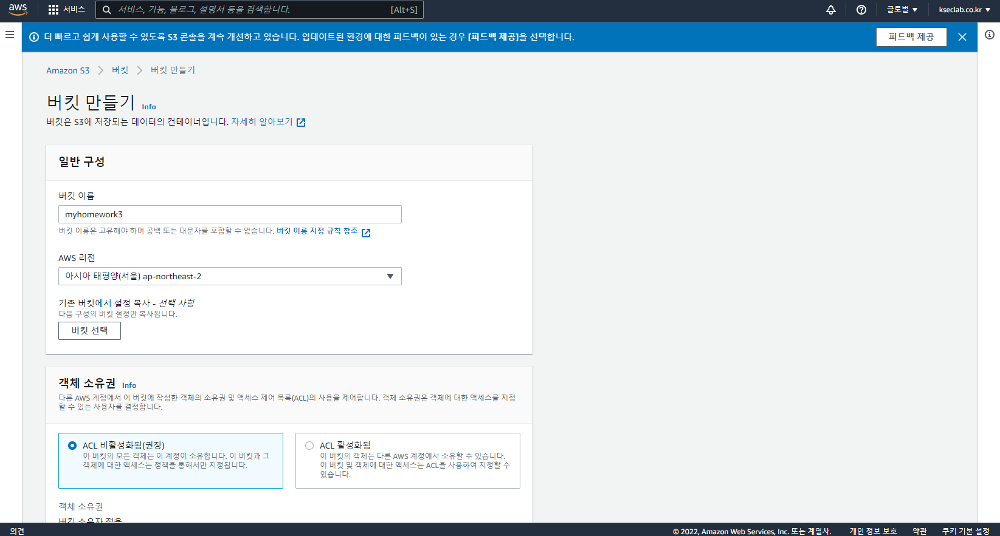 aws 서비스 서비스, 기능, 블로그, 설명서 등을 검색합니다. [Alt+S] 글로벌 kseclab.co.kr
더 빠르고 쉽게 사용할 수 있도록 S3 콘솔을 계속 개선하고 있습니다. 업데이트된 환경에 대한 피드백이 있는 경우 [피드백 제공]을 선택합니다. 피드백 제공
Amazon S3 버킷 버킷 만들기
버킷 만들기 Info
버킷은 S3에 저장되는 데이터의 컨테이너입니다. 자세히 알아보기
일반 구성
버킷 이름
myhomework3
버킷 이름은 고유해야 하며 공백 또는 대문자를 포함할 수 없습니다. 버킷 이름 지정 규칙 참조
AWS 리전
아시아 태평양(서울) ap-northeast-2
기존 버킷에서 설정 복사 - 선택 사항
다음 구성의 버킷 설정만 복사됩니다.
버킷 선택
객체 소유권 Info
다른 AWS 계정에서 이 버킷에 작성한 객체의 소유권 및 액세스 제어 목록(ACL)의 사용을 제어합니다. 객체 소유권은 객체에 대한 액세스를 지정
할 수 있는 사용자를 결정합니다.
ACL 비활성화됨(권장)
이 버킷의 모든 객체는 이 계정이 소유합니다. 이 버킷과 그
객체에 대한 액세스는 정책을 통해서만 지정됩니다.
ACL 활성화됨
이 버킷의 객체는 다른 AWS 계정에서 소유할 수 있습니다.
이 버킷 및 객체에 대한 액세스는 ACL을 사용하여 지정할 수
있습니다.
객체 소유권
버킷 소유자 적용
의견 © 2022, Amazon Web Services, Inc. 또는 계열사. 개인 정보 보호 약관 쿠키 기본 설정